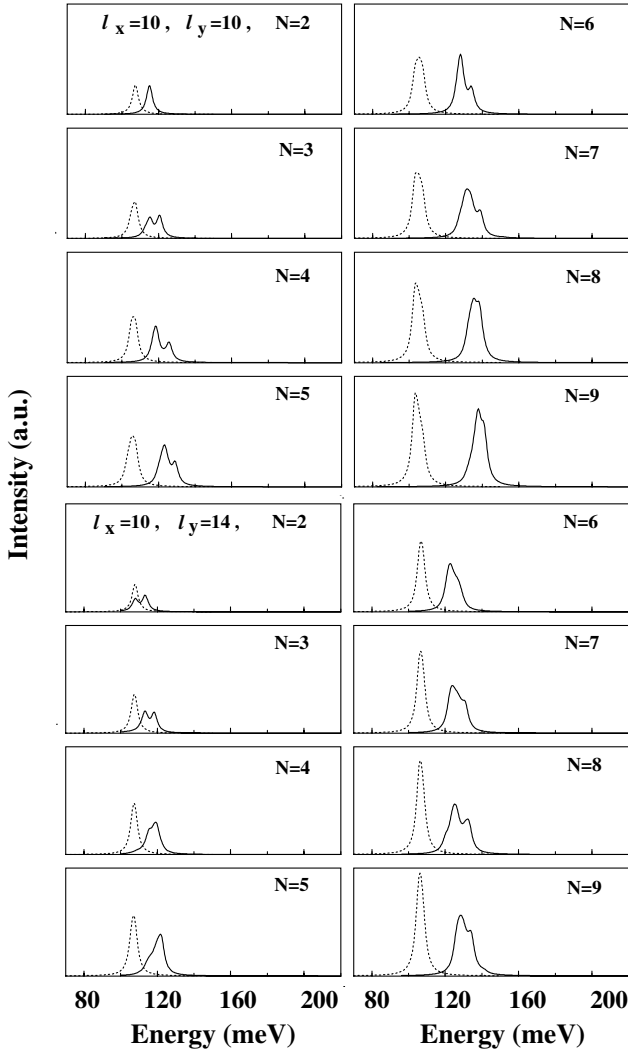 l x =10 , l y =10 , N=2
N=6
N=3
N=7
N=4
N=8
N=5
N=9
Intensity (a.u.)
l x =10 , l y =14 , N=2
N=6
N=3
N=7
N=4
N=8
N=5
N=9
80 120 160 200
80 120 160 200
Energy (meV)
Energy (meV)